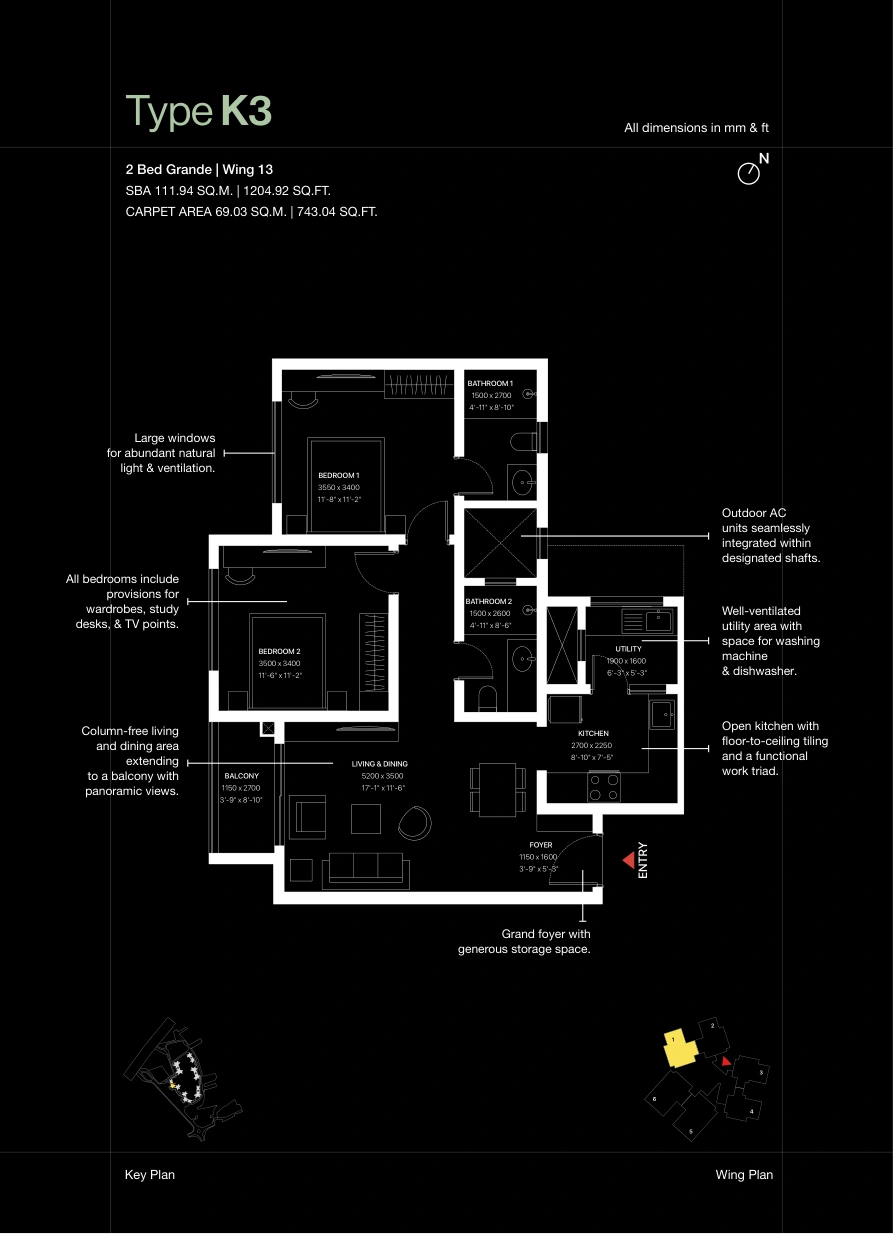 Type K3
All dimensions in mm & ft
N
2 Bed Grande | Wing 13
SBA 111.94 SQ.M. | 1204.92 SQ.FT.
CARPET AREA 69.03 SQ.M. | 743.04 SQ.FT.
BATHROOM 1
1500 x 2700
4'-11" x 8'-10"
Large windows
for abundant natural
light & ventilation.
BEDROOM 1
3550 x 3400
11'-8" x 11'-2"
Outdoor AC
units seamlessly
integrated within
designated shafts.
All bedrooms include
provisions for
wardrobes, study
desks, & TV points.
BATHROOM 2
1500 x 2600
4'-11" x 8'-6"
Well-ventilated
utility area with
space for washing
machine
& dishwasher.
BEDROOM 2
3500 x 3400
11'-6" x 11'-2"
UTILITY
1900 x 1600
6'-3" x 5'-3"
Column-free living
and dining area
extending
to a balcony with
panoramic views.
KITCHEN
2700 x 2250
8'-10" x 7'-5"
Open kitchen with
floor-to-ceiling tiling
and a functional
work triad.
BALCONY
1150 x 2700
3'-9" x 8'-10"
LIVING & DINING
5200 x 3500
17'-1" x 11'-6"
FOYER
1150 x 1600
3'-9" x 5'-3"
ENTRY
Grand foyer with
generous storage space.
1
2
3
4
5
6
Key Plan
Wing Plan